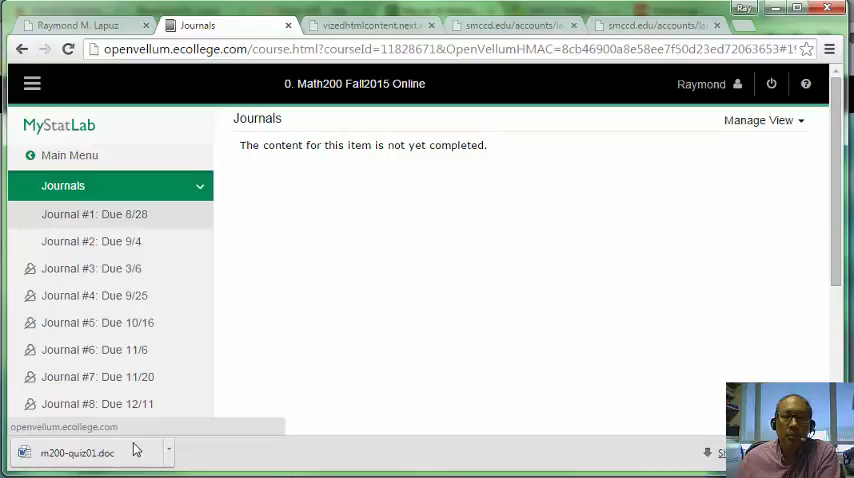 Ray
Raymond M. Lapuz
Journals
vizedhtmlcontent.next.e
smccd.edu/accounts/la
smccd.edu/accounts/la
openvellum.ecollege.com/course.html?courseId=11828671&OpenVellumHMAC=8cb46900a8e58ee7f50d23ed72063653#1
0. Math200 Fall2015 Online
Raymond
MyStatLab
Journals
Manage View
Main Menu
The content for this item is not yet completed.
Journals
Journal #1: Due 8/28
Journal #2: Due 9/4
Journal #3: Due 3/6
Journal #4: Due 9/25
Journal #5: Due 10/16
Journal #6: Due 11/6
Journal #7: Due 11/20
Journal #8: Due 12/11
openvellum.ecollege.com
m200-quiz01.doc